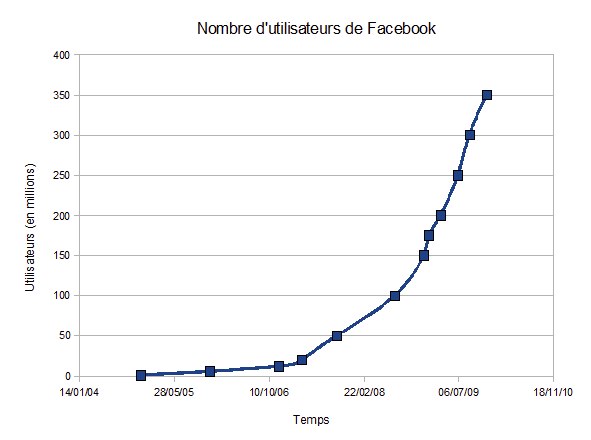 Nombre d'utilisateurs de Facebook
400
350
300
250
200
150
100
50
0
14/01/04 28/05/05 10/10/06 22/02/08 06/07/09 18/11/10
Utilisateurs (en millions)
Temps